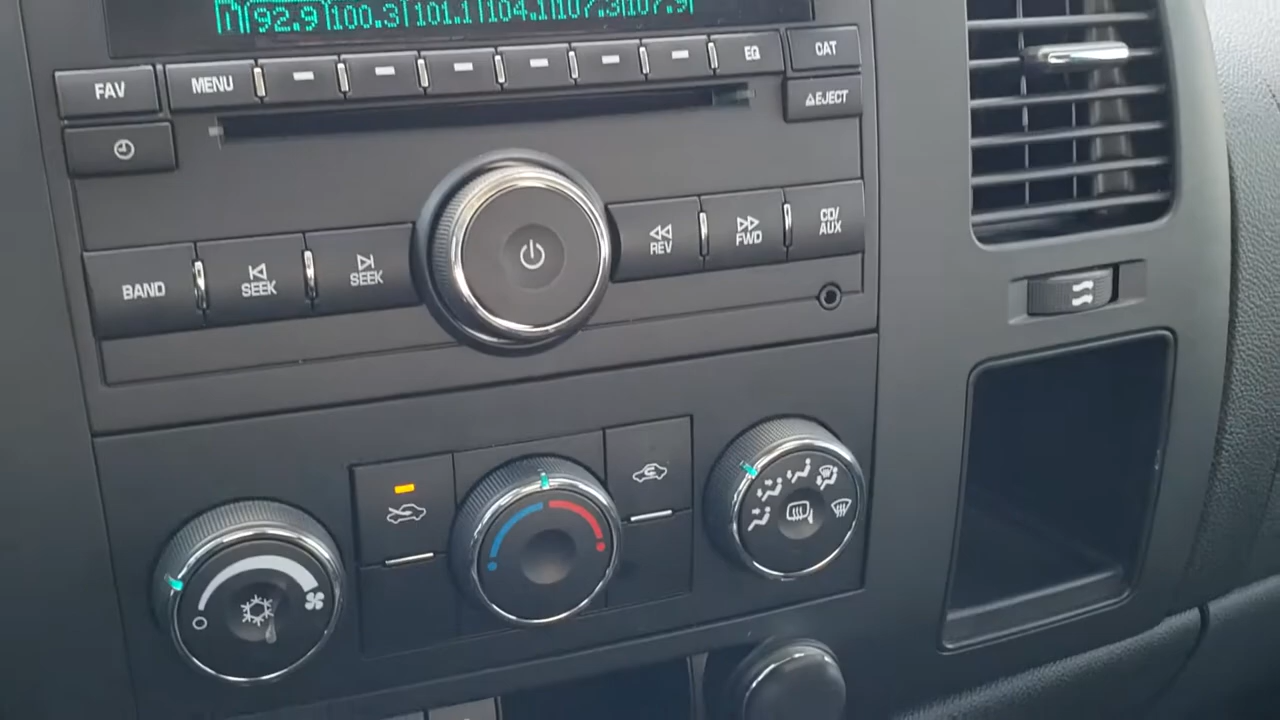 92.9 100.3 101.1 104.1 107.3 107.9
FAV
MENU
EQ
CAT
EJECT
BAND
SEEK
SEEK
REV
FWD
CD/
AUX